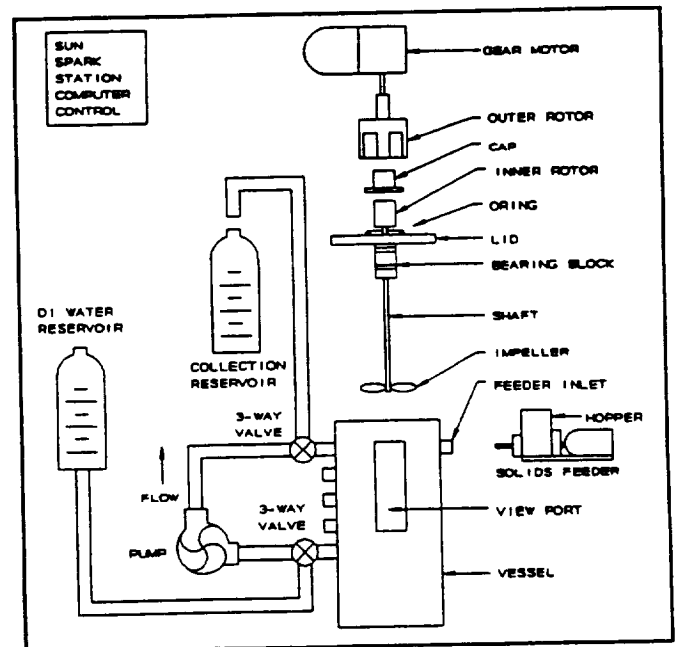 SUN
SPARK
STATION
COMPUTER
CONTROL
GEAR MOTOR
OUTER ROTOR
CAP
INNER ROTOR
ORING
LID
BEARING BLOCK
SHAFT
IMPELLER
FEEDER INLET
HOPPER
SOLIDS FEEDER
VIEW PORT
VESSEL
DI WATER
RESERVOIR
COLLECTION
RESERVOIR
3-WAY
VALVE
FLOW
3-WAY
VALVE
PUMP